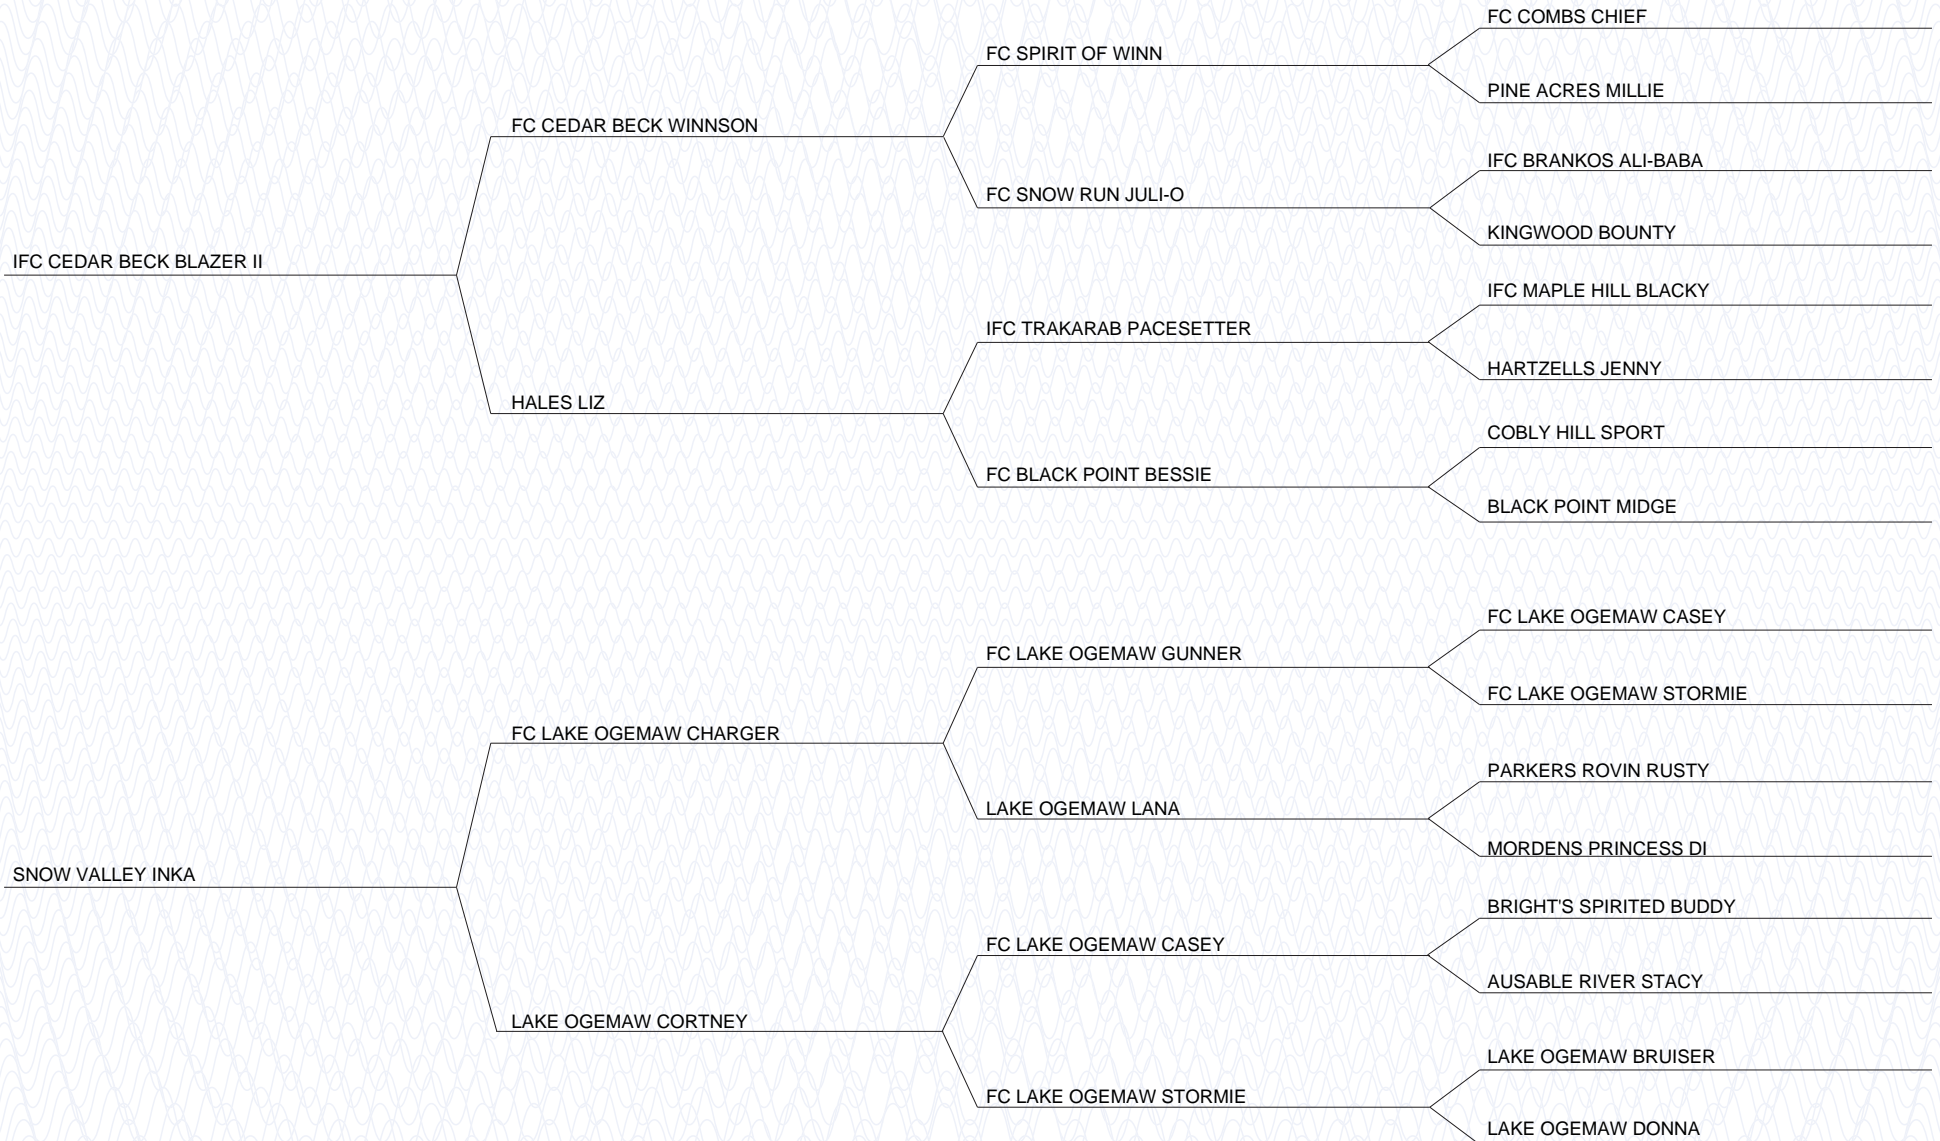 FC COMBS CHIEF
FC SPIRIT OF WINN
PINE ACRES MILLIE
FC CEDAR BECK WINNSON
IFC BRANKOS ALI-BABA
FC SNOW RUN JULI-O
KINGWOOD BOUNTY
IFC CEDAR BECK BLAZER II
IFC MAPLE HILL BLACKY
IFC TRAKARAB PACESETTER
HARTZELLS JENNY
HALES LIZ
COBLY HILL SPORT
FC BLACK POINT BESSIE
BLACK POINT MIDGE
FC LAKE OGEMAW CASEY
FC LAKE OGEMAW GUNNER
FC LAKE OGEMAW STORMIE
FC LAKE OGEMAW CHARGER
PARKERS ROVIN RUSTY
LAKE OGEMAW LANA
MORDENS PRINCESS DI
SNOW VALLEY INKA
BRIGHT'S SPIRITED BUDDY
FC LAKE OGEMAW CASEY
AUSABLE RIVER STACY
LAKE OGEMAW CORTNEY
LAKE OGEMAW BRUISER
FC LAKE OGEMAW STORMIE
LAKE OGEMAW DONNA